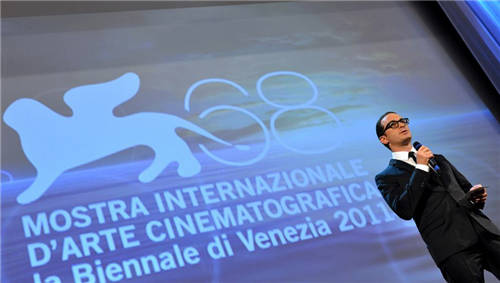 68
MOSTRA INTERNAZIONALE
D'ARTE CINEMATOGRAFICA
la Biennale di Venezia 2011